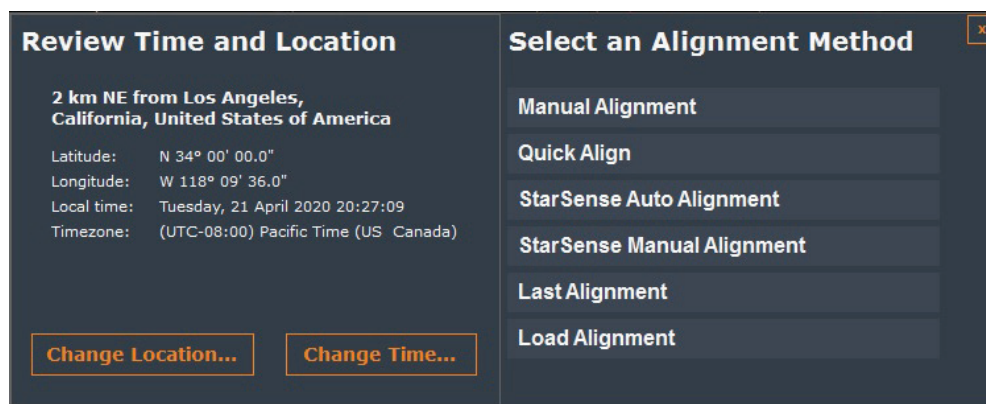 Review Time and Location
2 km NE from Los Angeles,
California, United States of America
Latitude: N 34º 00' 00.0"
Longitude: W 118º 09' 36.0"
Local time: Tuesday, 21 April 2020 20:27:09
Timezone: (UTC-08:00) Pacific Time (US  Canada)
Change Location...
Change Time...
Select an Alignment Method
x
Manual Alignment
Quick Align
StarSense Auto Alignment
StarSense Manual Alignment
Last Alignment
Load Alignment